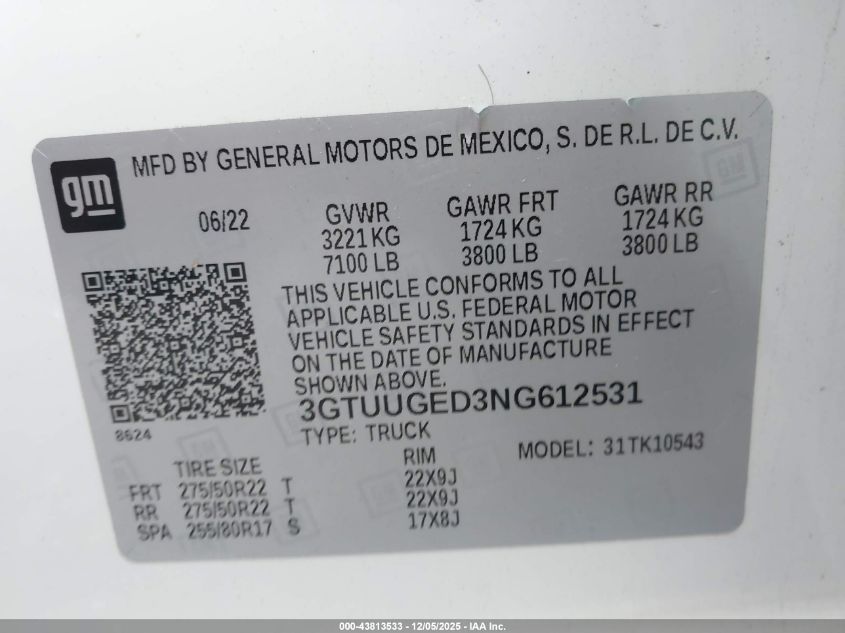 gm
MFD BY GENERAL MOTORS DE MEXICO, S. DE R.L. DE C.V.
06/22
GVWR GAWR FRT GAWR RR
3221 KG 1724 KG 1724 KG
7100 LB 3800 LB 3800 LB
THIS VEHICLE CONFORMS TO ALL
APPLICABLE U.S. FEDERAL MOTOR
VEHICLE SAFETY STANDARDS IN EFFECT
ON THE DATE OF MANUFACTURE
SHOWN ABOVE.
3GTUUGED3NG612531
8624
TYPE: TRUCK
MODEL: 31TK10543
TIRE SIZE RIM
FRT 275/50R22 T 22X9J
RR 275/50R22 T 22X9J
SPA 255/80R17 S 17X8J
000-43813533 - 12/05/2025 - IAA Inc.